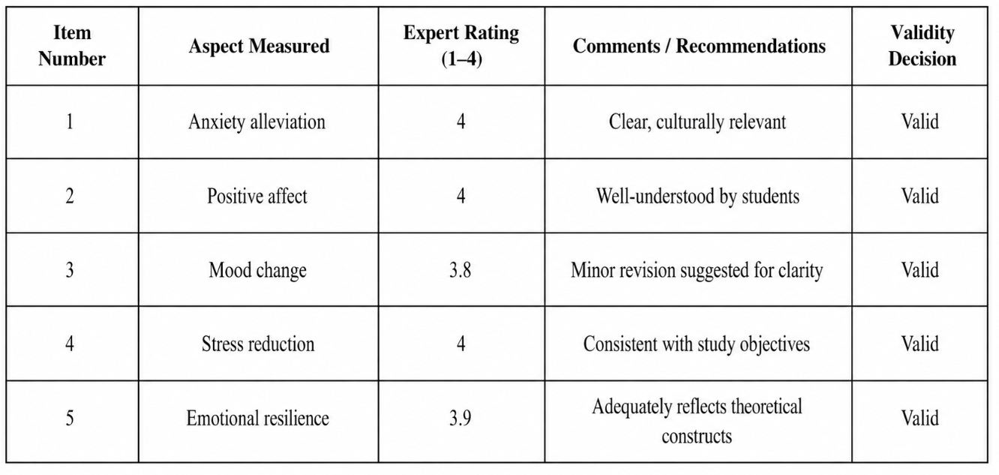 Item Number | Aspect Measured | Expert Rating (1–4) | Comments / Recommendations | Validity Decision
1 | Anxiety alleviation | 4 | Clear, culturally relevant | Valid
2 | Positive affect | 4 | Well-understood by students | Valid
3 | Mood change | 3.8 | Minor revision suggested for clarity | Valid
4 | Stress reduction | 4 | Consistent with study objectives | Valid
5 | Emotional resilience | 3.9 | Adequately reflects theoretical constructs | Valid